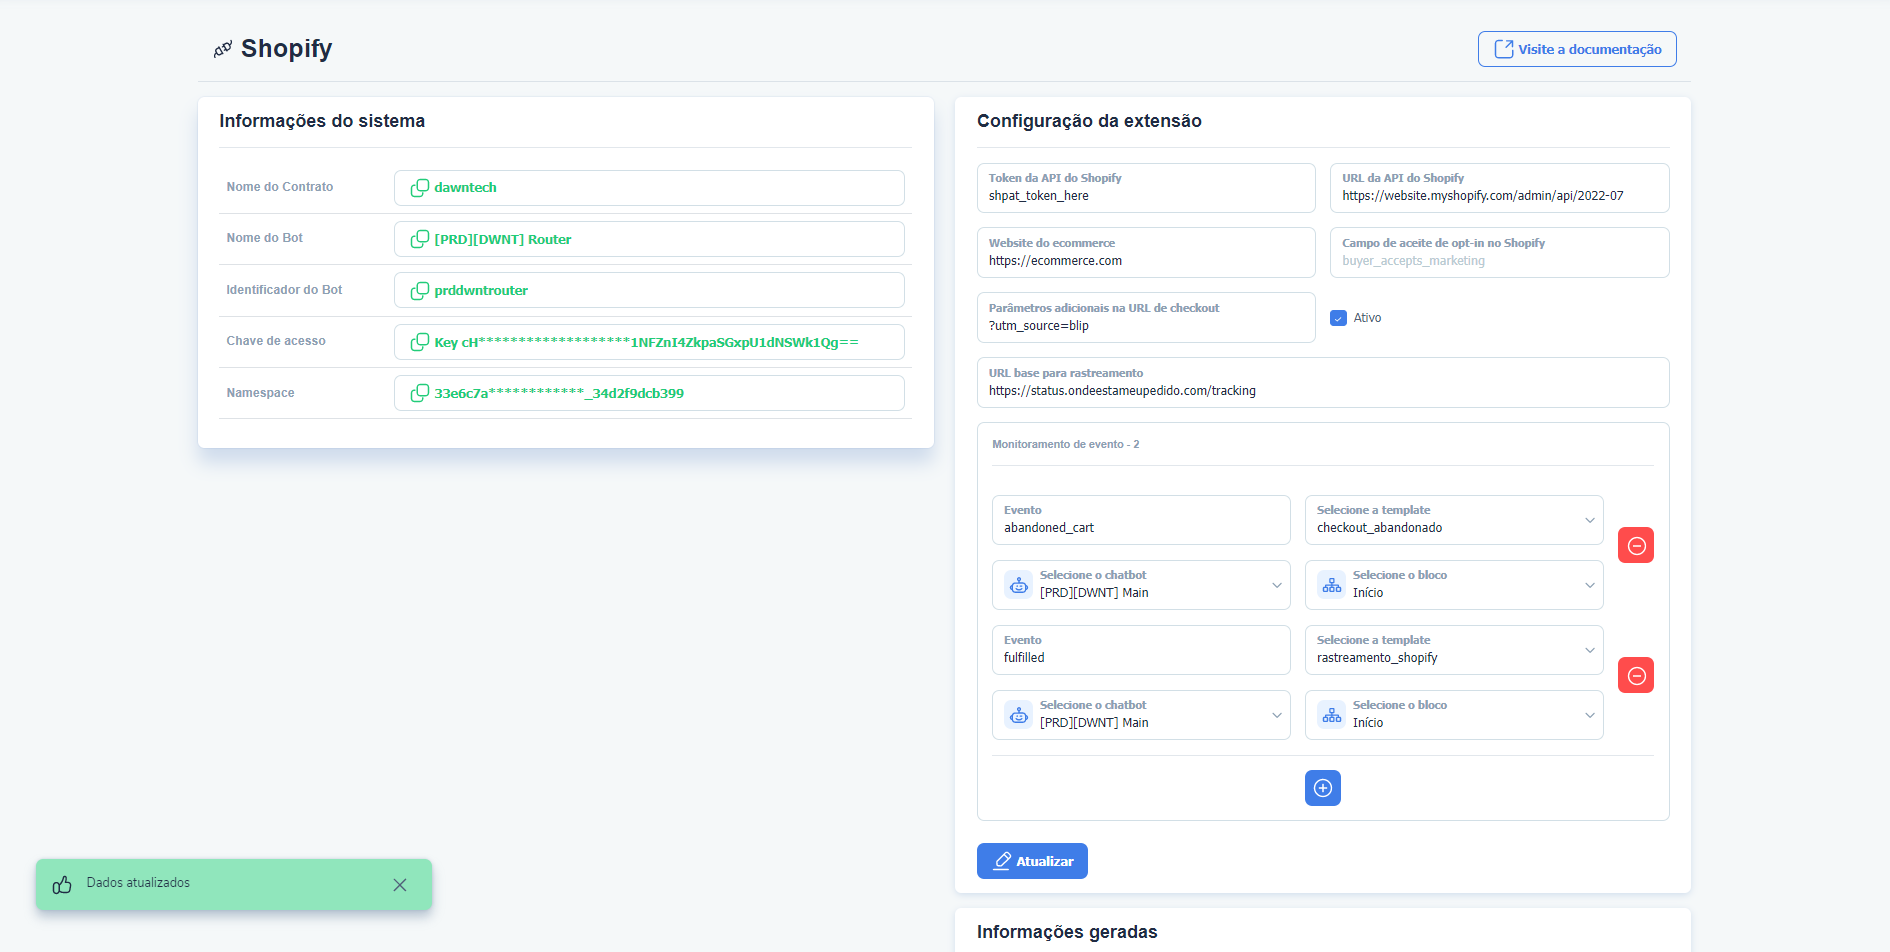 Shopify
Visite a documentação
Informações do sistema
Nome do Contrato
dawntech
Nome do Bot
[PRD][DWNT] Router
Identificador do Bot
prddwntrouter
Chave de acesso
Key cH*******************1NFZnI4ZkpaSGxpU1dNSWk1Qg==
Namespace
33e6c7a************_34d2f9dcb399
Configuração da extensão
Token da API do Shopify
shpat_token_here
URL da API do Shopify
https://website.myshopify.com/admin/api/2022-07
Website do ecommerce
https://ecommerce.com
Campo de aceite de opt-in no Shopify
buyer_accepts_marketing
Parâmetros adicionais na URL de checkout
?utm_source=blip
Ativo
URL base para rastreamento
https://status.ondeestameupedido.com/tracking
Monitoramento de evento - 2
Evento
abandoned_cart
Selecione a template
checkout_abandonado
Selecione o chatbot
[PRD][DWNT] Main
Selecione o bloco
Início
Evento
fulfilled
Selecione a template
rastreamento_shopify
Selecione o chatbot
[PRD][DWNT] Main
Selecione o bloco
Início
Atualizar
Dados atualizados
Informações geradas